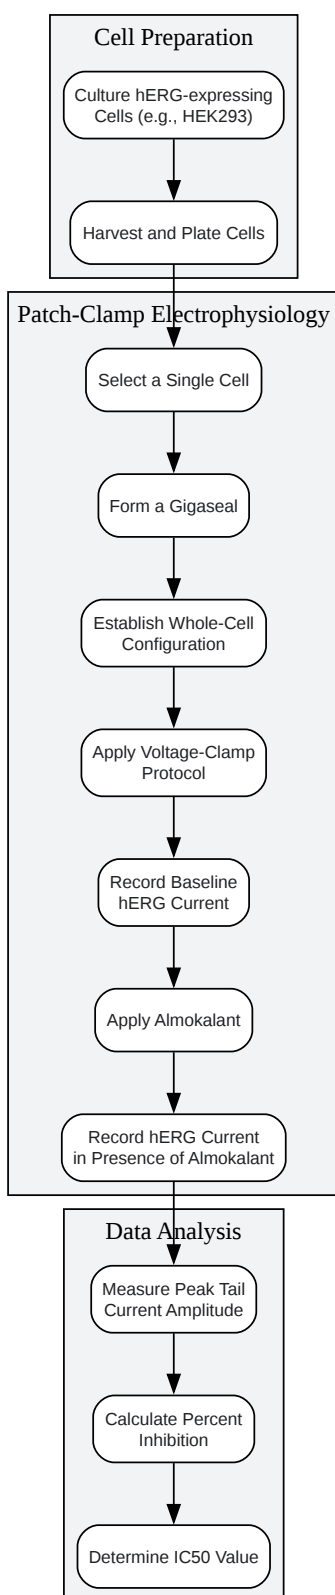 Cell Preparation
Culture hERG-expressing
Cells (e.g., HEK293)
Harvest and Plate Cells
Patch-Clamp Electrophysiology
Select a Single Cell
Form a Gigaseal
Establish Whole-Cell
Configuration
Apply Voltage-Clamp
Protocol
Record Baseline
hERG Current
Apply Almokalant
Record hERG Current
in Presence of Almokalant
Data Analysis
Measure Peak Tail
Current Amplitude
Calculate Percent
Inhibition
Determine IC50 Value